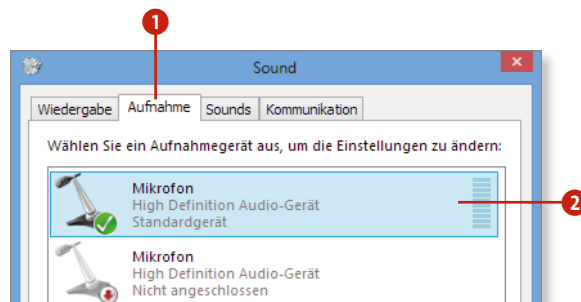 1
Sound
Wiedergabe Aufnahme Sounds Kommunikation
Wählen Sie ein Aufnahmegerät aus, um die Einstellungen zu ändern:
Mikrofon
High Definition Audio-Gerät
2
Standardgerät
Mikrofon
High Definition Audio-Gerät
Nicht angeschlossen